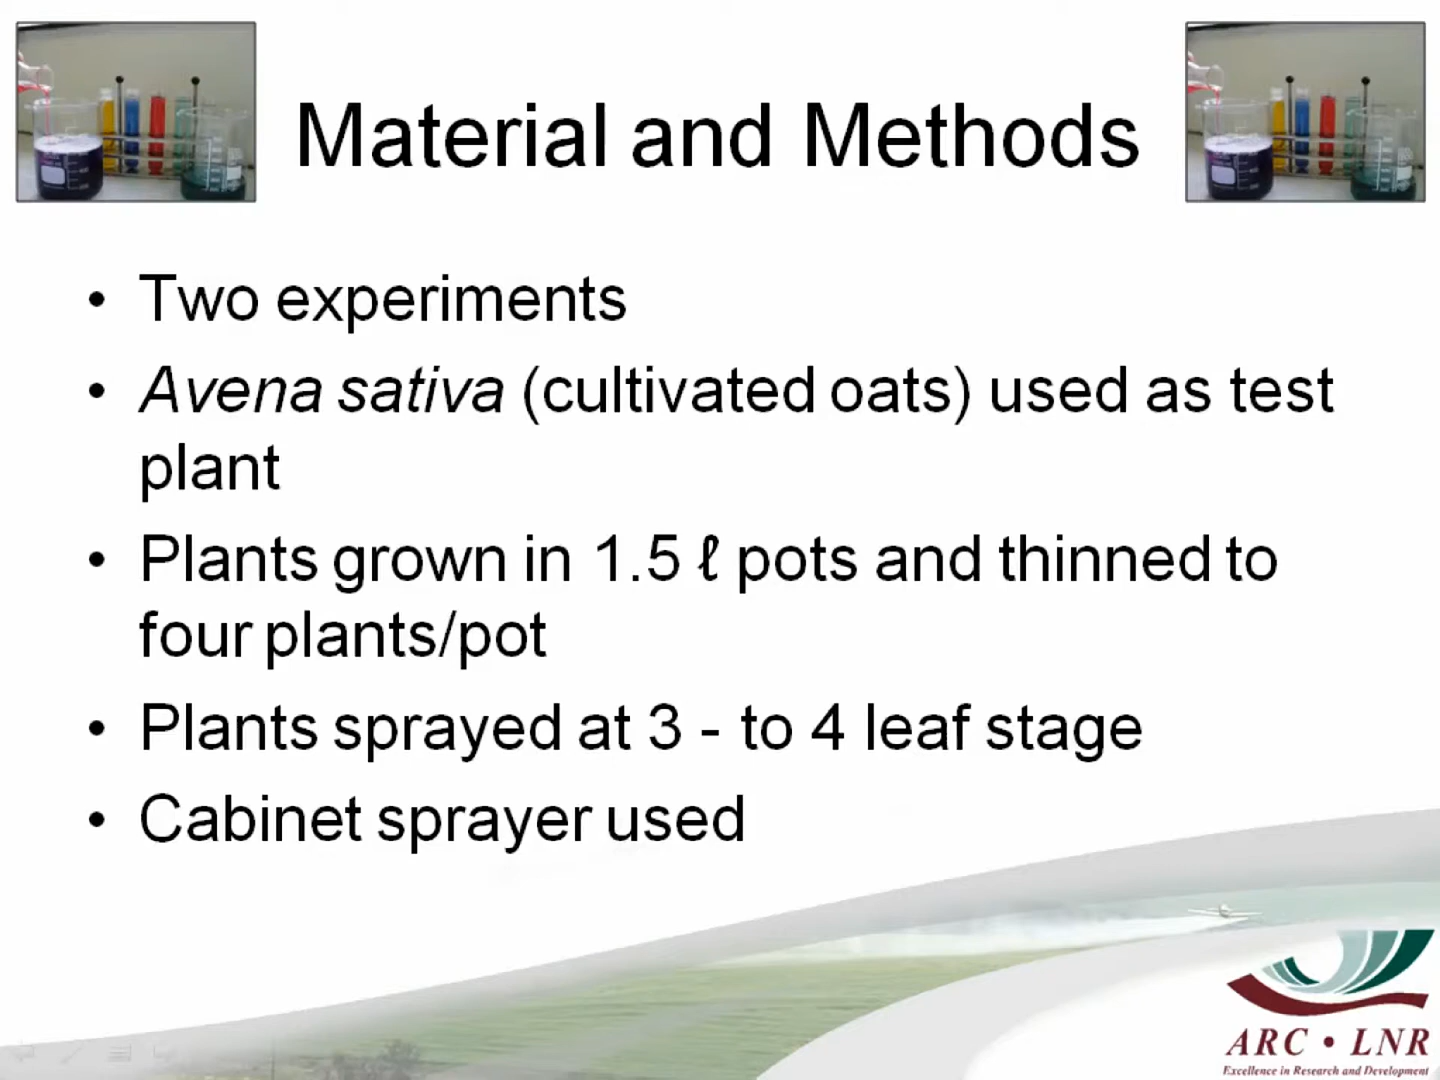 Material and Methods
• Two experiments
• Avena sativa (cultivated oats) used as test
plant
• Plants grown in 1.5 ℓ pots and thinned to
four plants/pot
• Plants sprayed at 3 - to 4 leaf stage
• Cabinet sprayer used
ARC • LNR
Excellence in Research and Development